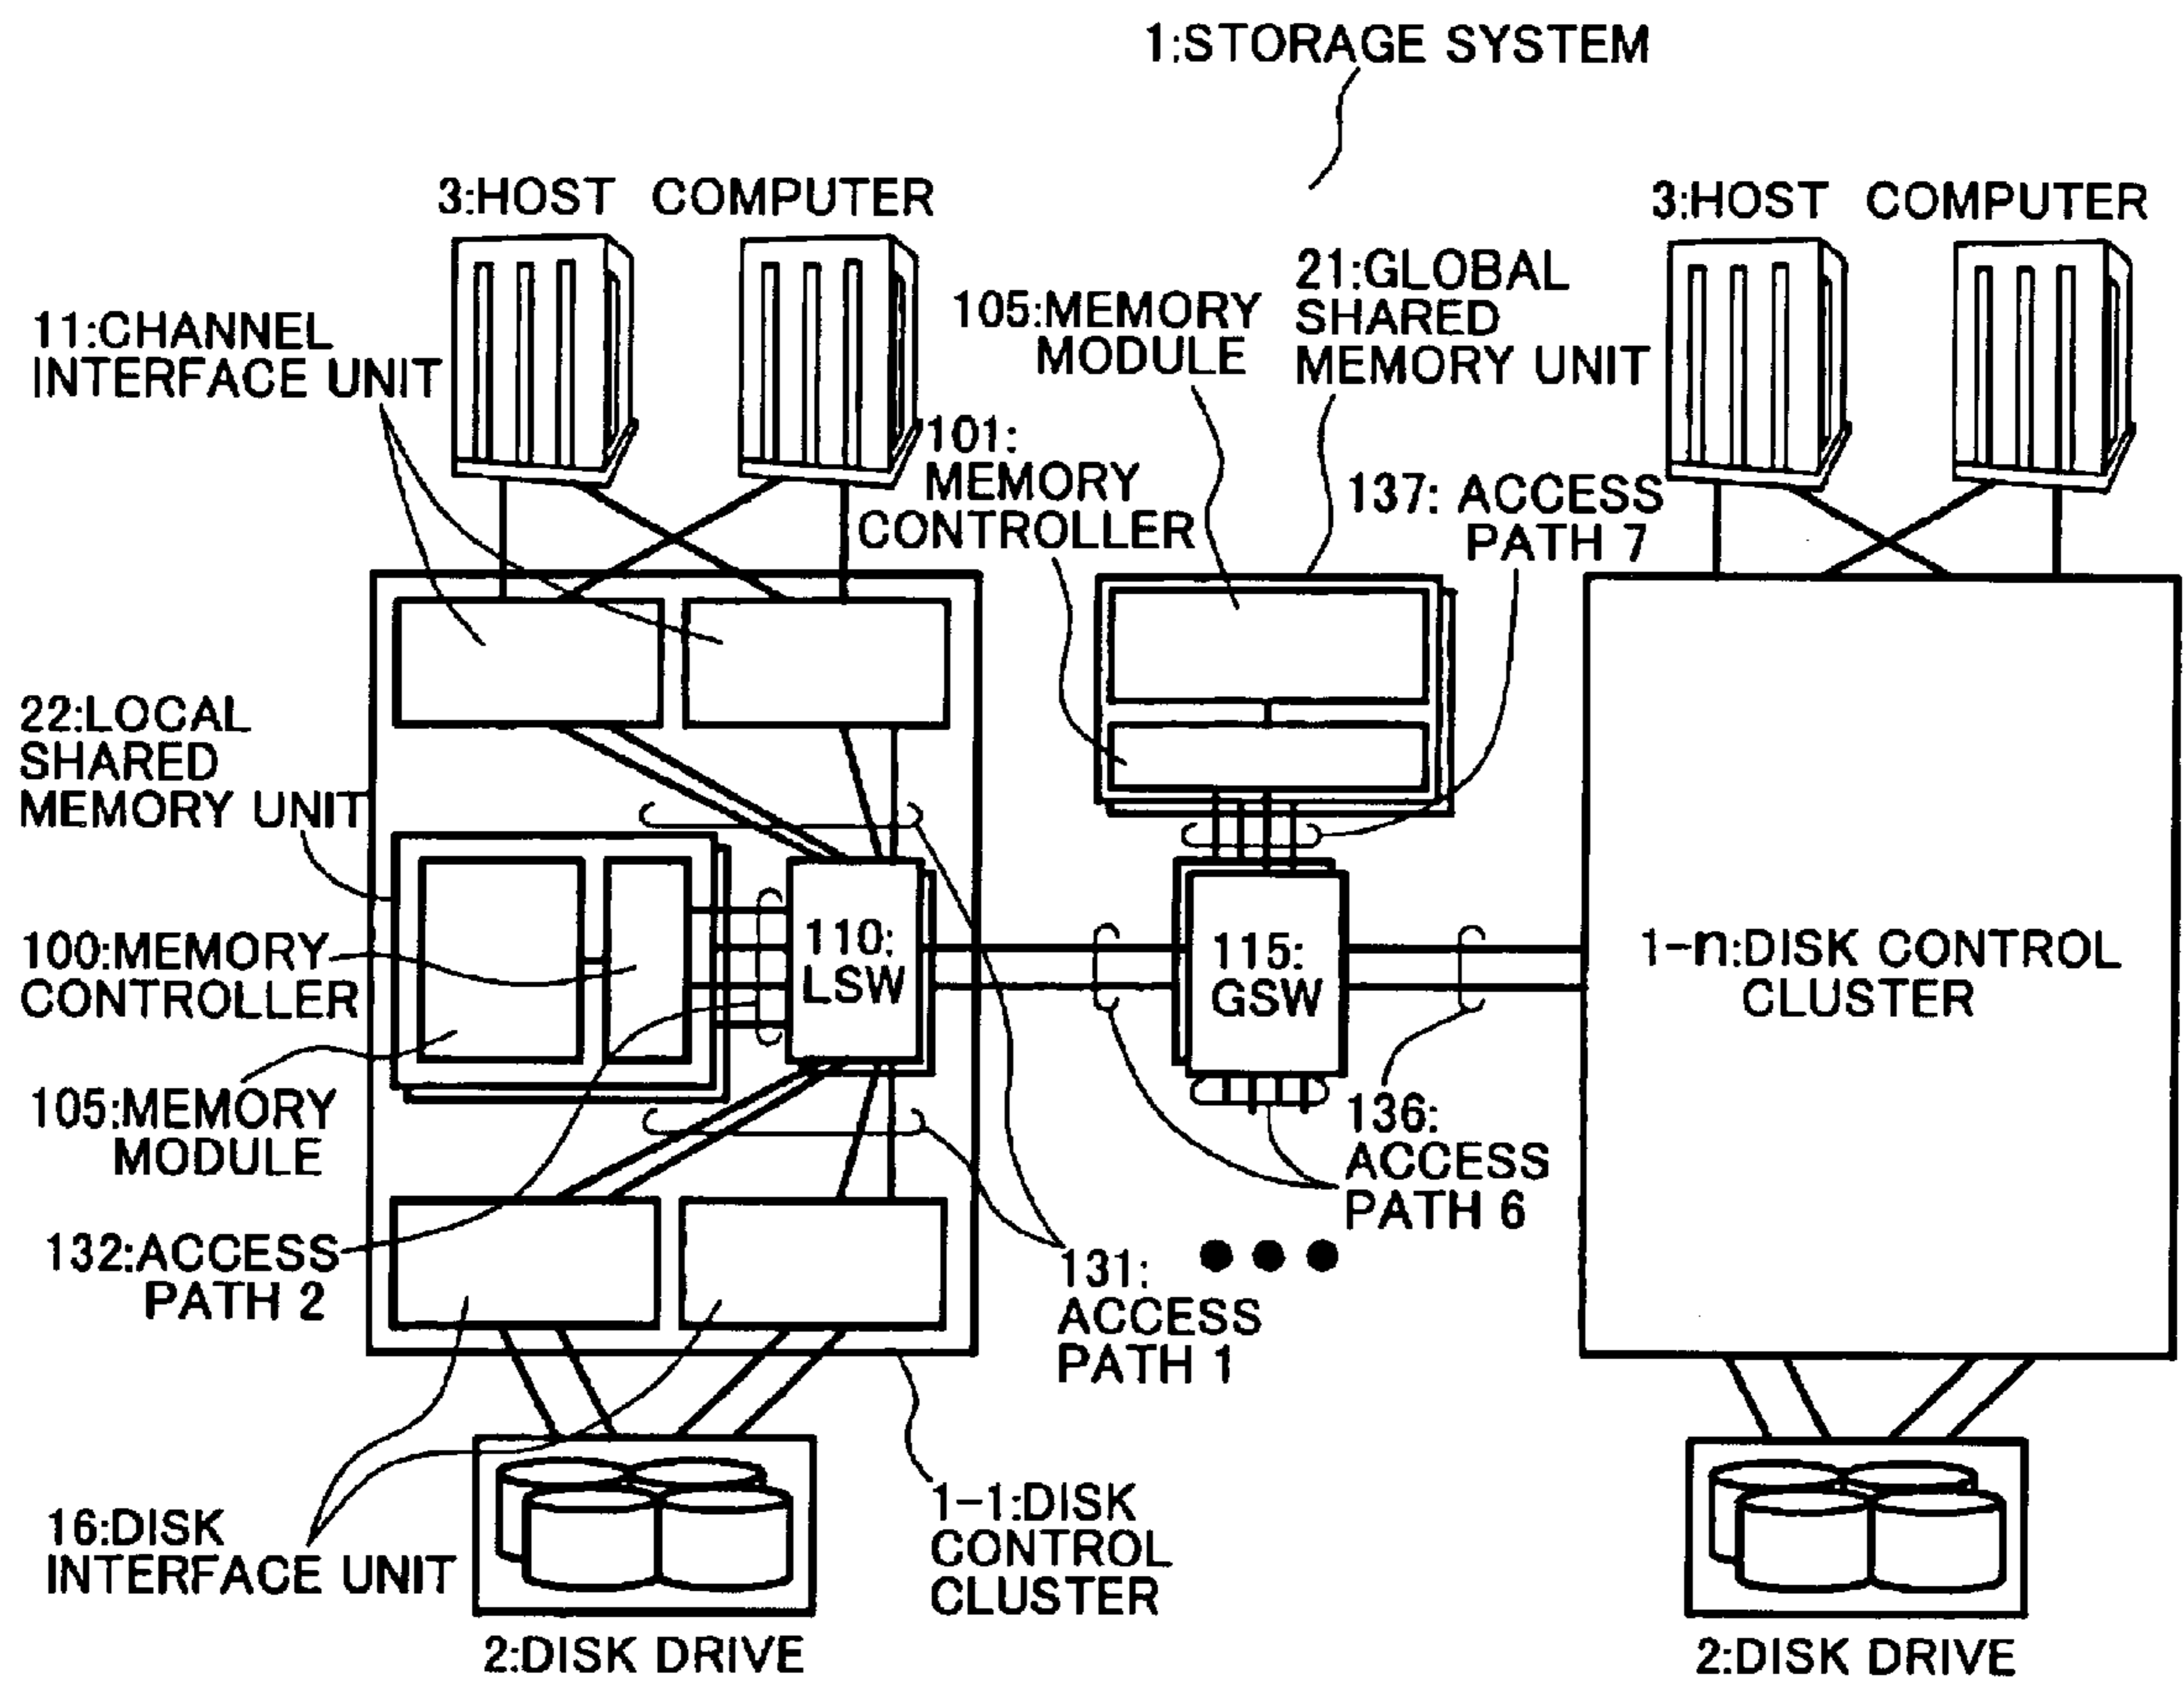 1:STORAGE SYSTEM
3:HOST COMPUTER
3:HOST COMPUTER
11:CHANNEL
INTERFACE UNIT
105:MEMORY
MODULE
21:GLOBAL
SHARED
MEMORY UNIT
101:
MEMORY
CONTROLLER
137: ACCESS
PATH 7
22:LOCAL
SHARED
MEMORY UNIT
100:MEMORY
CONTROLLER
110:
LSW
115:
GSW
1-n:DISK CONTROL
CLUSTER
105:MEMORY
MODULE
136:
ACCESS
PATH 6
132:ACCESS
PATH 2
131:
ACCESS
PATH 1
16:DISK
INTERFACE UNIT
1-1:DISK
CONTROL
CLUSTER
2:DISK DRIVE
2:DISK DRIVE